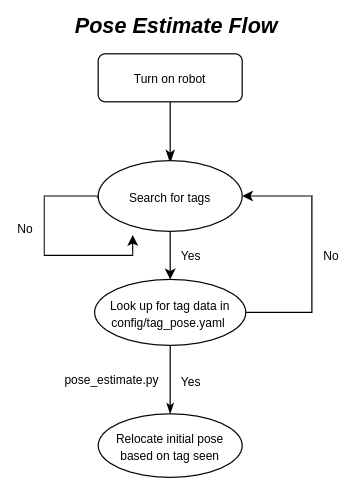 Pose Estimate Flow
Turn on robot
Search for tags
No
Yes
No
Look up for tag data in
config/tag_pose.yaml
pose_estimate.py
Yes
Relocate initial pose
based on tag seen